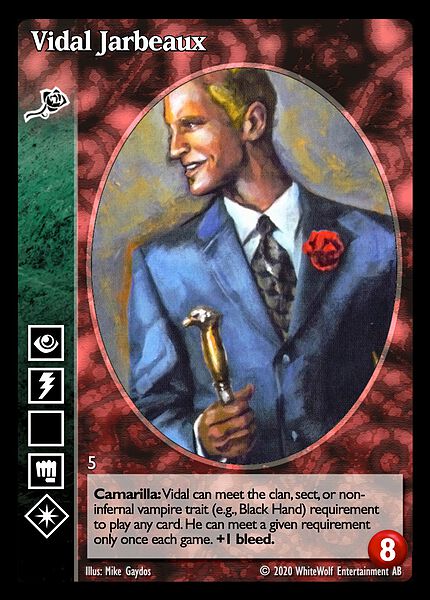 Vidal Jarbeaux
5
Camarilla: Vidal can meet the clan, sect, or non-
infernal vampire trait (e.g., Black Hand) requirement
to play any card. He can meet a given requirement
only once each game. +1 bleed.
8
Illus: Mike Gaydos
© 2020 WhiteWolf Entertainment AB